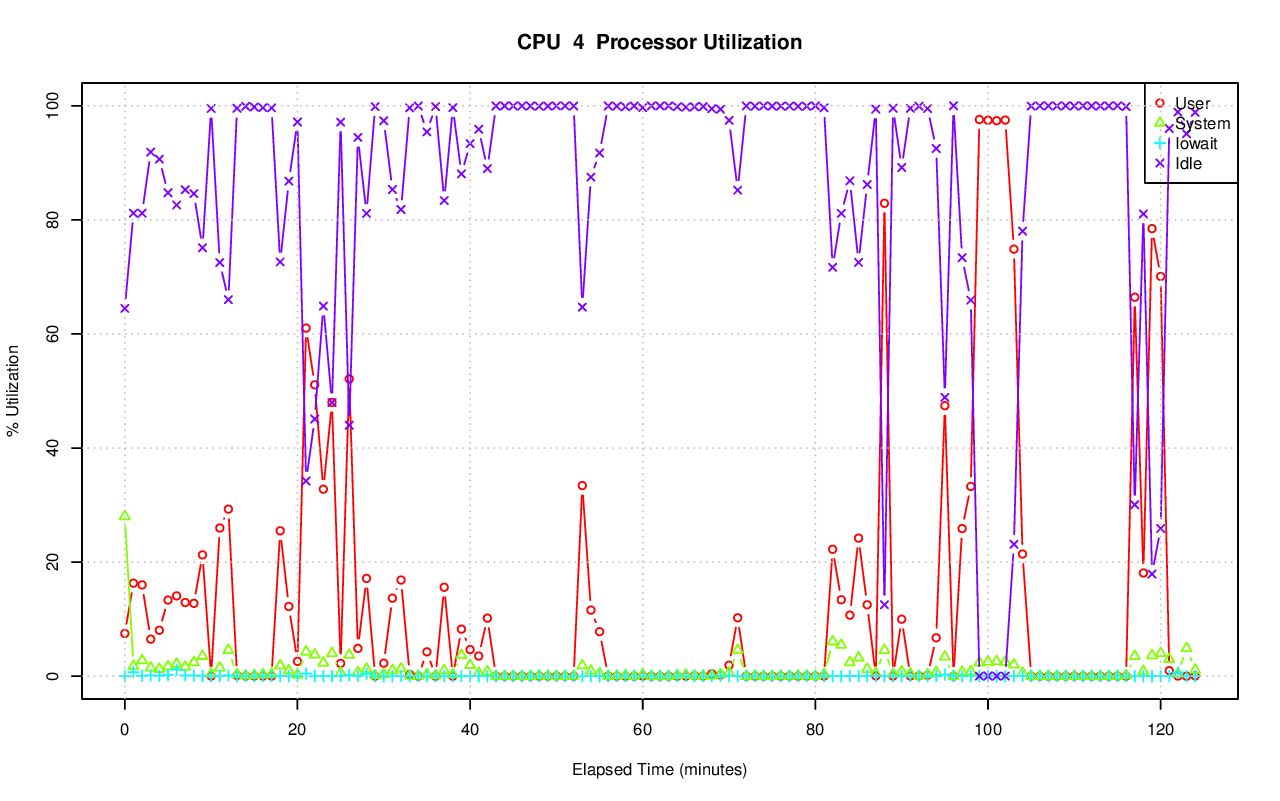 CPU  4  Processor Utilization
100
80
60
40
20
0
% Utilization
User
System
Iowait
Idle
0 20 40 60 80 100 120
Elapsed Time (minutes)